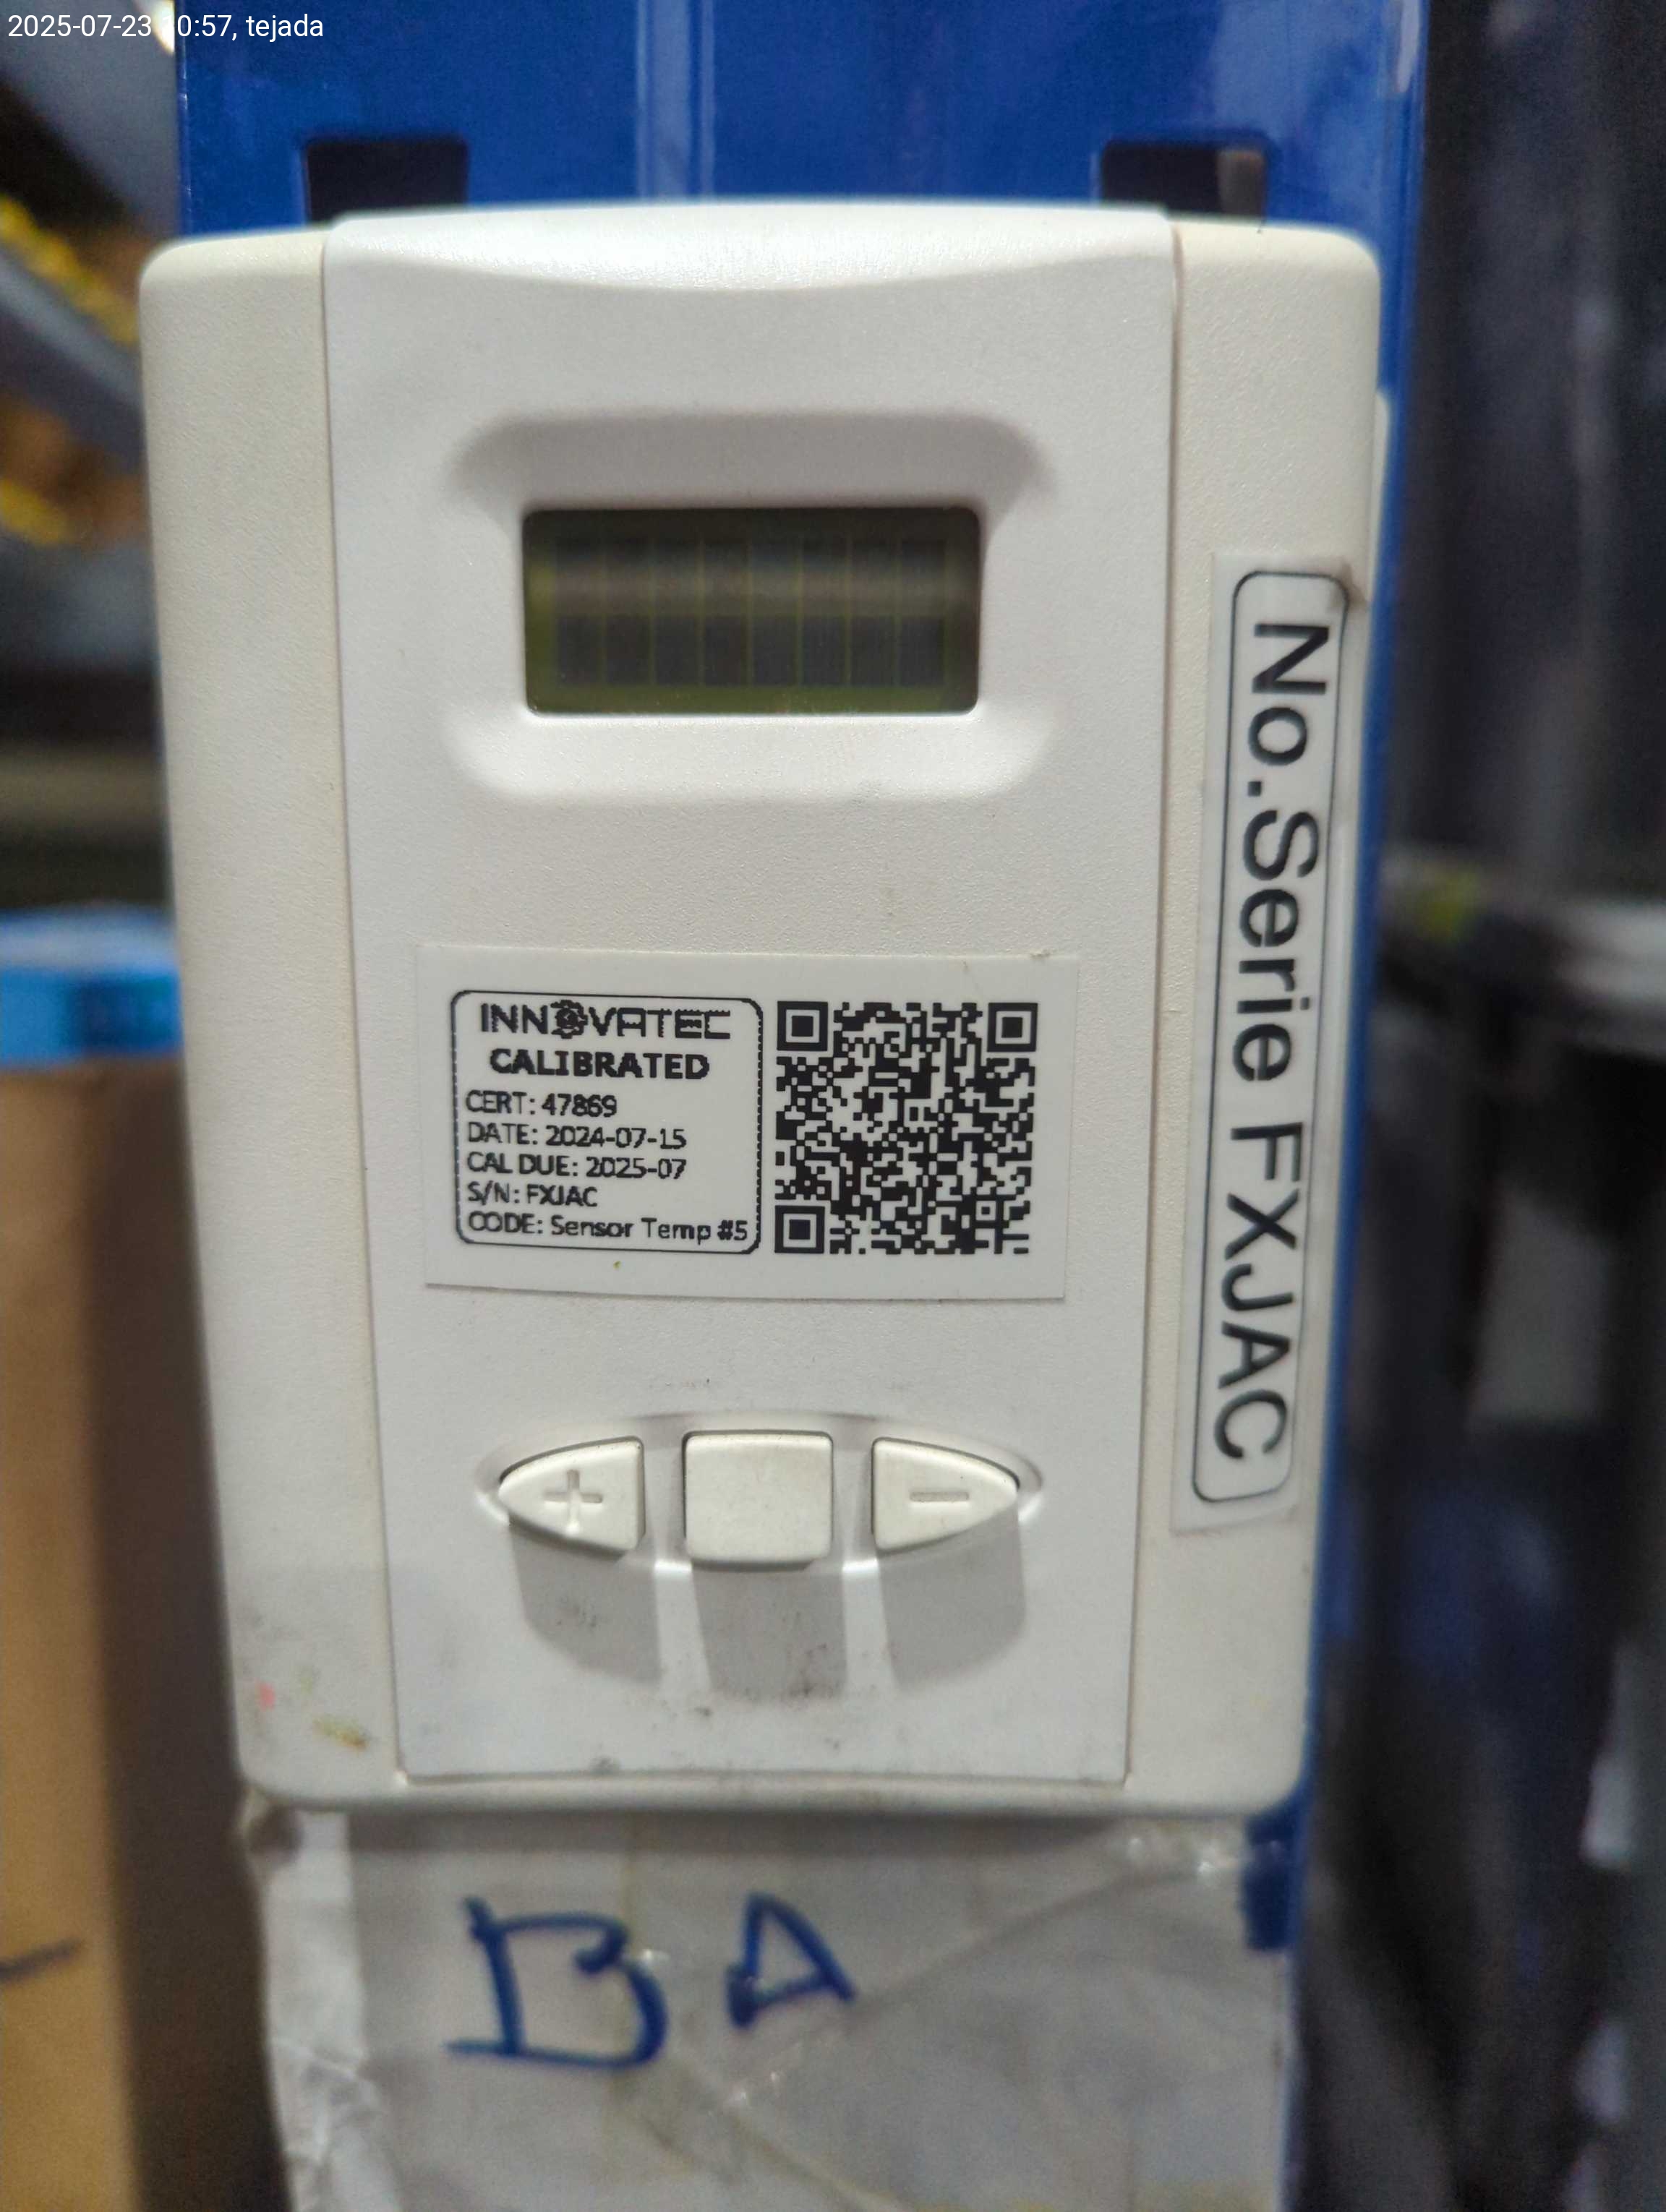 2025-07-23 10:57, tejada
INNOVATEC
CALIBRATED
CERT: 47869
DATE: 2024-07-15
CAL DUE: 2025-07
S/N: FXJAC
CODE: Sensor Temp #5
No.Serie FXJAC
+
−
BA